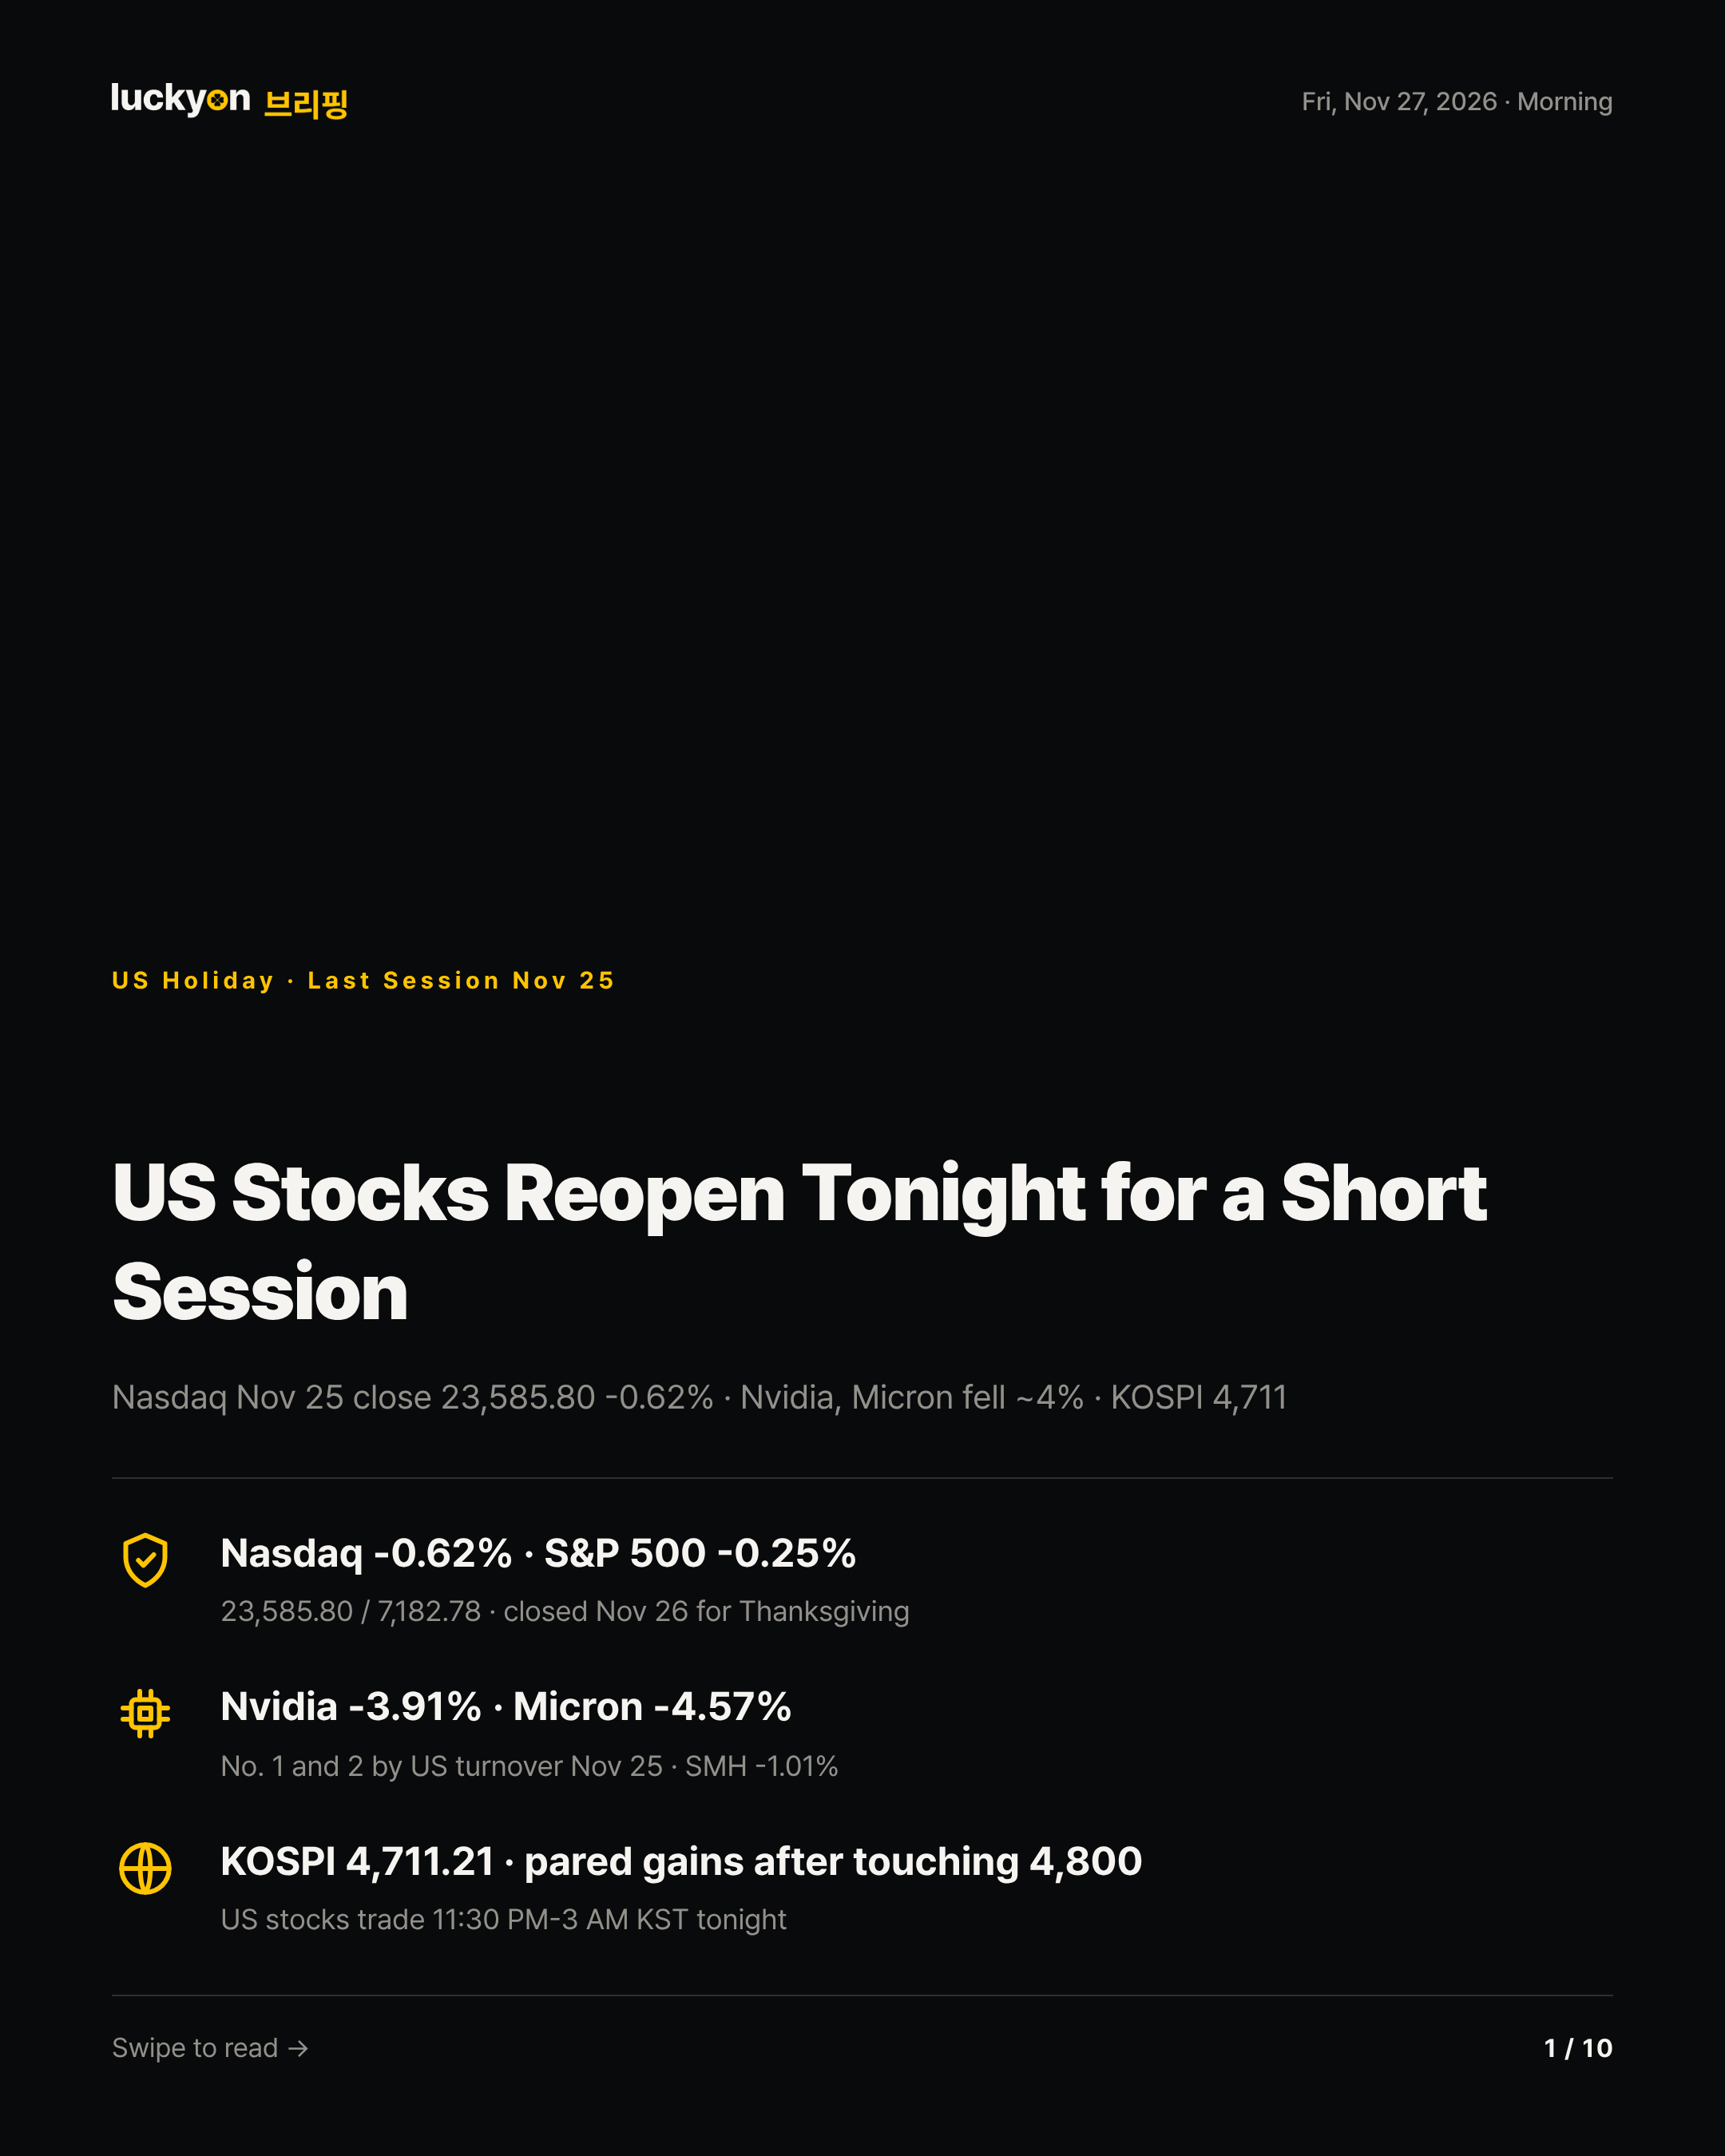 luckyon 브리핑
Fri, Nov 27, 2026 · Morning
US Holiday · Last Session Nov 25
US Stocks Reopen Tonight for a Short
Session
Nasdaq Nov 25 close 23,585.80 -0.62% · Nvidia, Micron fell ~4% · KOSPI 4,711
Nasdaq -0.62% · S&P 500 -0.25%
23,585.80 / 7,182.78 · closed Nov 26 for Thanksgiving
Nvidia -3.91% · Micron -4.57%
No. 1 and 2 by US turnover Nov 25 · SMH -1.01%
KOSPI 4,711.21 · pared gains after touching 4,800
US stocks trade 11:30 PM-3 AM KST tonight
Swipe to read →
1 / 10